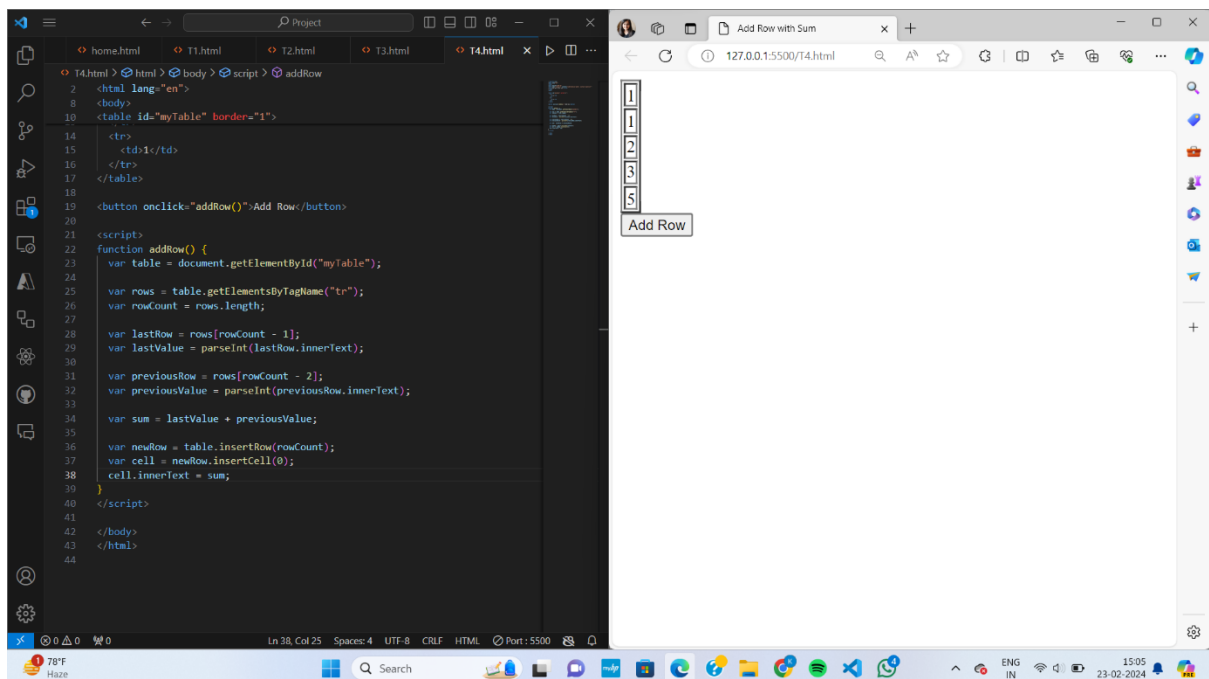 Project
home.html T1.html T2.html T3.html T4.html
T4.html > html > body > script > addRow
2 <html lang="en">
8 <body>
10 <table id="myTable" border="1">
14 <tr>
15 <td>1</td>
16 </tr>
17 </table>
18
19 <button onclick="addRow()">Add Row</button>
20
21 <script>
22 function addRow() {
23 var table = document.getElementById("myTable");
24
25 var rows = table.getElementsByTagName("tr");
26 var rowCount = rows.length;
27
28 var lastRow = rows[rowCount - 1];
29 var lastValue = parseInt(lastRow.innerText);
30
31 var previousRow = rows[rowCount - 2];
32 var previousValue = parseInt(previousRow.innerText);
33
34 var sum = lastValue + previousValue;
35
36 var newRow = table.insertRow(rowCount);
37 var cell = newRow.insertCell(0);
38 cell.innerText = sum;
39 }
40 </script>
41
42 </body>
43 </html>
44
1
0 0 0 Ln 38, Col 25 Spaces: 4 UTF-8 CRLF HTML Port : 5500
Add Row with Sum
127.0.0.1:5500/T4.html
1
1
2
3
5
Add Row
1 78°F
Haze
Search
4
ENG
IN
15:05
23-02-2024
PRE